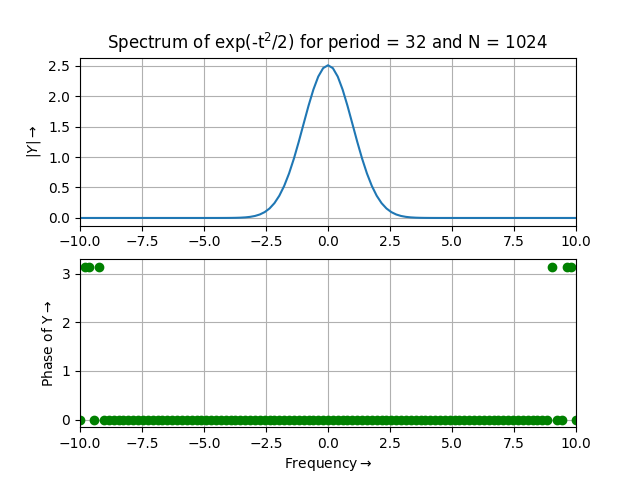 Spectrum of exp(-t²/2) for period = 32 and N = 1024
2.5
2.0
1.5
1.0
0.5
0.0
|Y|→
−10.0 −7.5 −5.0 −2.5 0.0 2.5 5.0 7.5 10.0
3
2
1
0
Phase of Y→
−10.0 −7.5 −5.0 −2.5 0.0 2.5 5.0 7.5 10.0
Frequency→